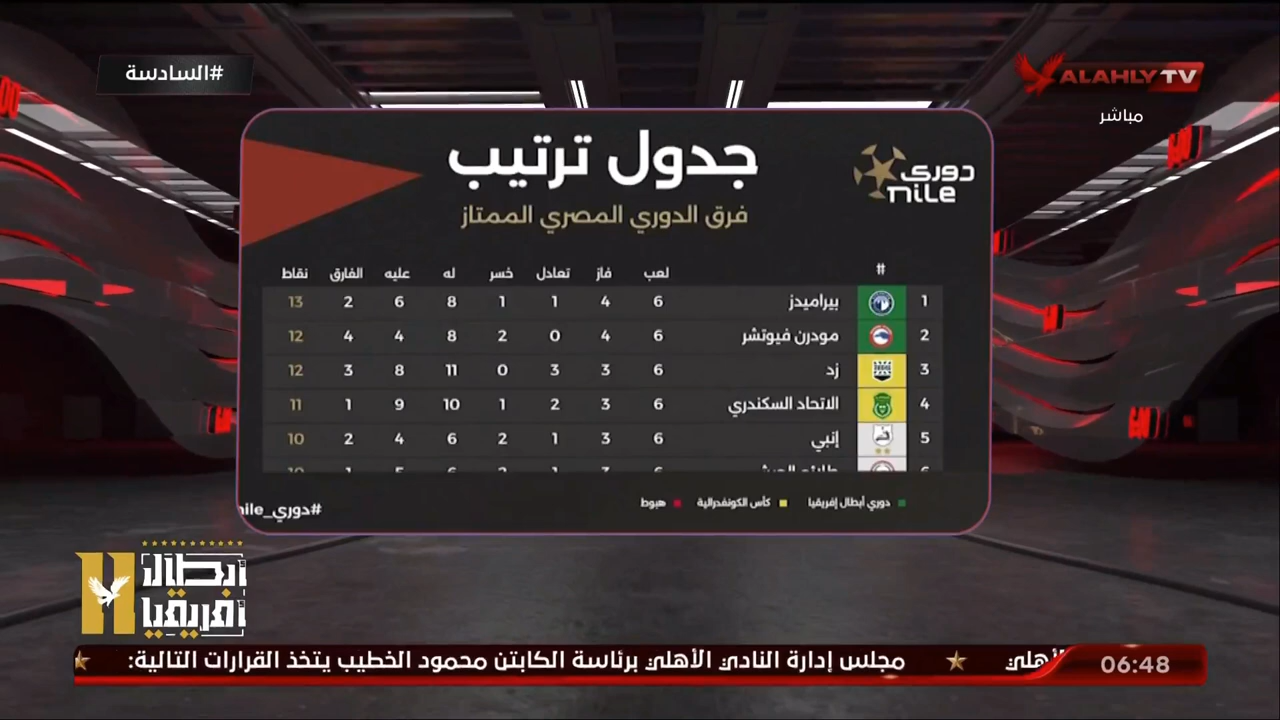 #السادسة
ALAHLY TV
مباشر
جدول ترتيب
فرق الدوري المصري الممتاز
دوري
nile
# لعب فاز تعادل خسر له عليه الفارق نقاط
1 بيراميدز 6 4 1 1 8 6 2 13
2 مودرن فيوتشر 6 4 0 2 8 4 4 12
3 زد 6 3 3 0 11 8 3 12
4 الاتحاد السكندري 6 3 2 1 10 9 1 11
5 إنبي 6 3 1 2 6 4 2 10
دوري أبطال إفريقيا كأس الكونفدرالية هبوط
#دوري_nile
أبطال
أفريقيا
11
06:48 الأهلي مجلس إدارة النادي الأهلي برئاسة الكابتن محمود الخطيب يتخذ القرارات التالية: